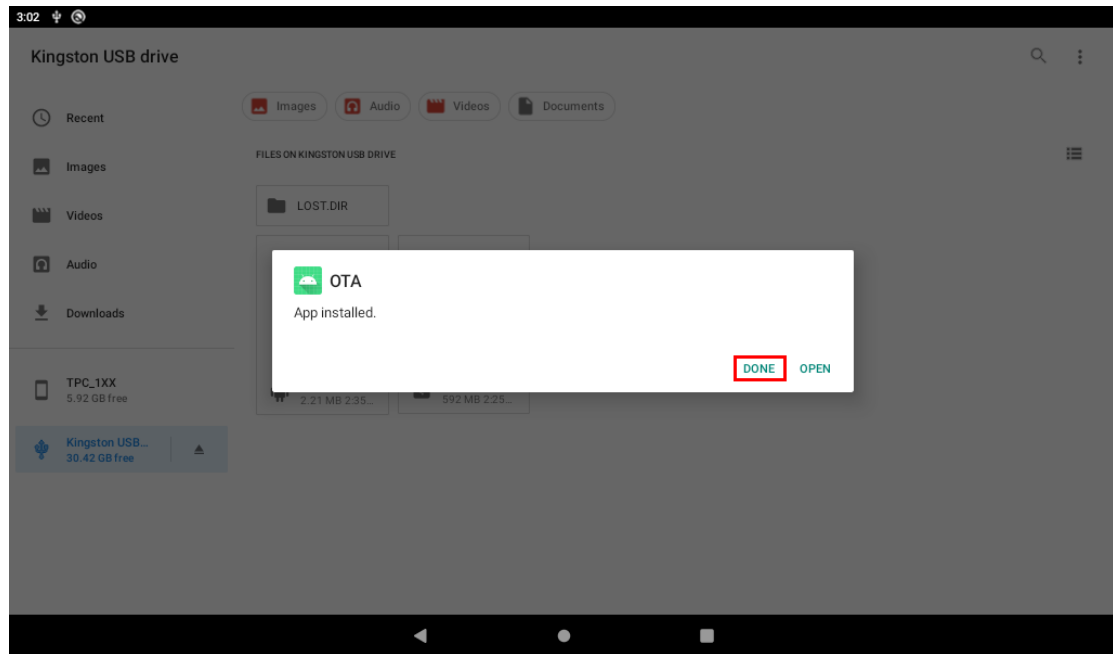 3:02
Kingston USB drive
Recent
Images
Videos
Audio
Downloads
TPC_1XX
5.92 GB free
Kingston USB...
30.42 GB free
Images Audio Videos Documents
FILES ON KINGSTON USB DRIVE
LOST.DIR
2.21 MB 2:35...
592 MB 2:25...
OTA
App installed.
DONE OPEN